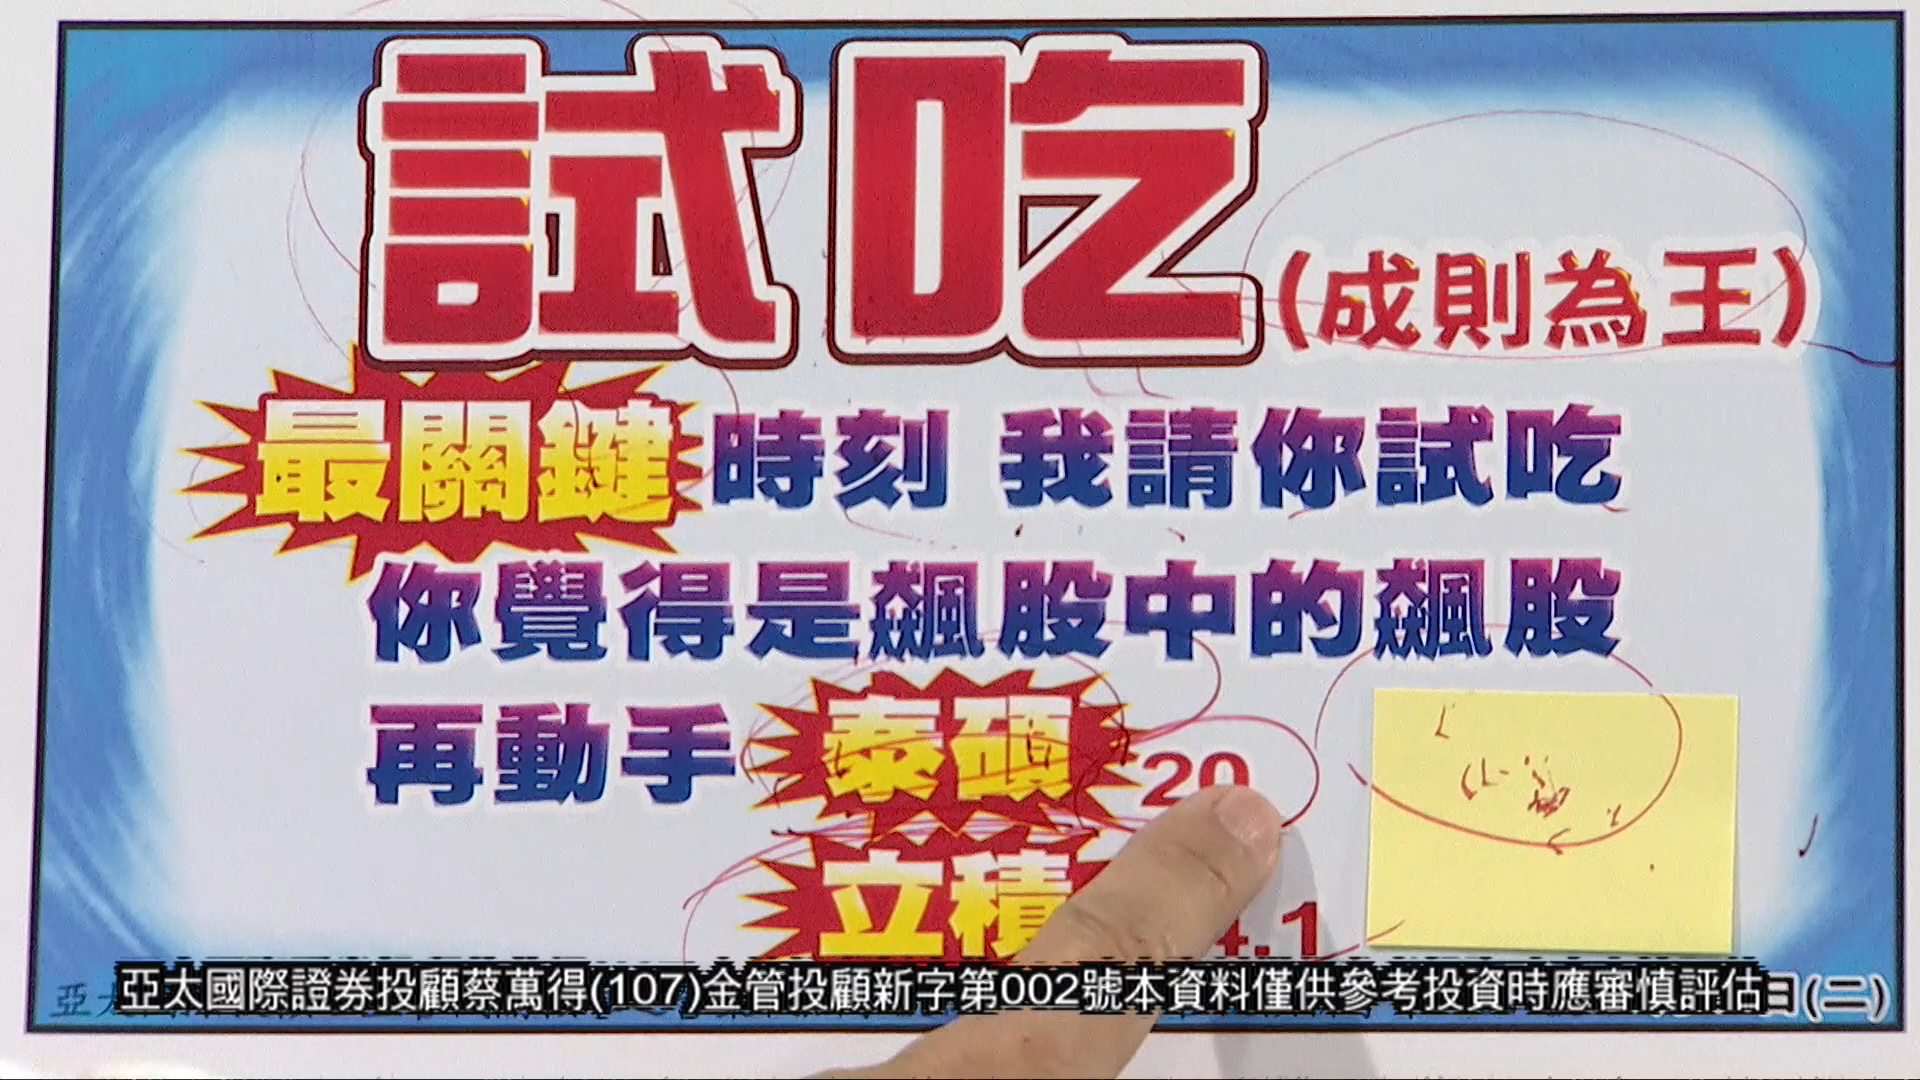 試吃(成則為王)
最關鍵時刻 我請你試吃
你覺得是飆股中的飆股
再動手 泰碩 20
立積 4.1
亞太國際證券投顧蔡萬得(107)金管投顧新字第002號本資料僅供參考投資時應審慎評估
日(二)